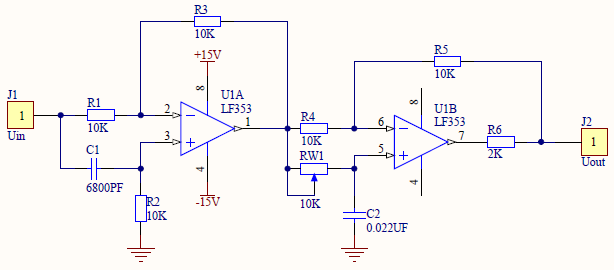 R3
10K
+15V
R5
10K
J1
1
Uin
R1
10K
2
3
8
U1A
LF353
1
4
-15V
C1
6800PF
R2
10K
R4
10K
RW1
10K
6
5
8
U1B
LF353
7
4
R6
2K
J2
1
Uout
C2
0.022UF